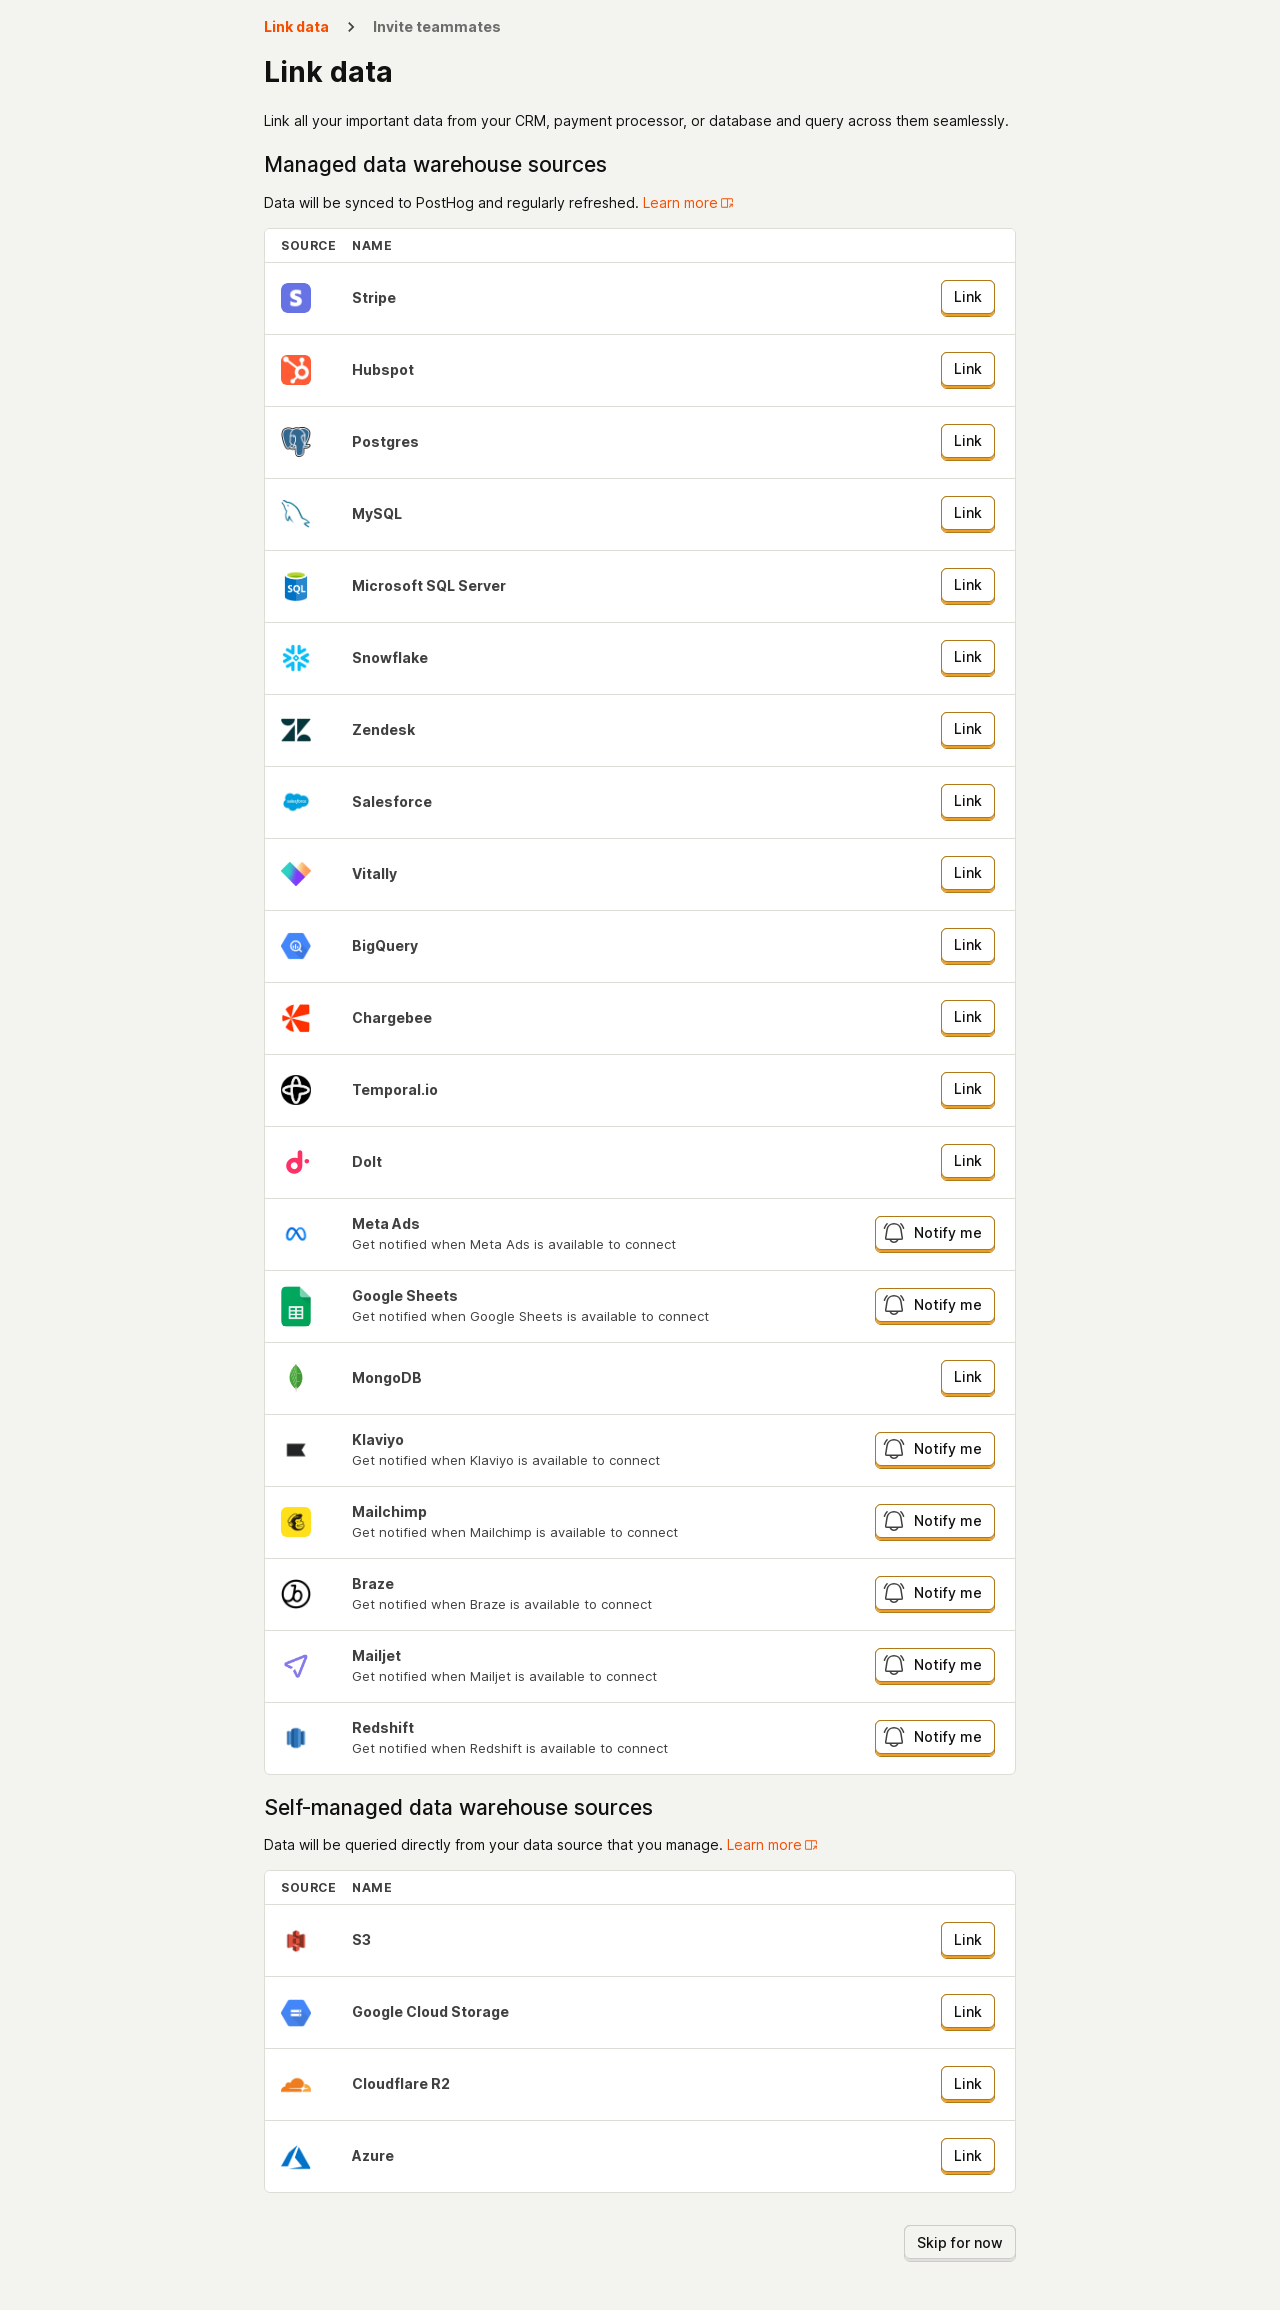 Link data > Invite teammates
Link data
Link all your important data from your CRM, payment processor, or database and query across them seamlessly.
Managed data warehouse sources
Data will be synced to PostHog and regularly refreshed. Learn more
SOURCE NAME
S Stripe Link
Hubspot Link
Postgres Link
MySQL Link
SQL Microsoft SQL Server Link
Snowflake Link
Zendesk Link
salesforce Salesforce Link
Vitally Link
BigQuery Link
Chargebee Link
Temporal.io Link
DoIt Link
Meta Ads
Get notified when Meta Ads is available to connect
Notify me
Google Sheets
Get notified when Google Sheets is available to connect
Notify me
MongoDB Link
Klaviyo
Get notified when Klaviyo is available to connect
Notify me
Mailchimp
Get notified when Mailchimp is available to connect
Notify me
Braze
Get notified when Braze is available to connect
Notify me
Mailjet
Get notified when Mailjet is available to connect
Notify me
Redshift
Get notified when Redshift is available to connect
Notify me
Self-managed data warehouse sources
Data will be queried directly from your data source that you manage. Learn more
SOURCE NAME
S3 Link
Google Cloud Storage Link
Cloudflare R2 Link
Azure Link
Skip for now